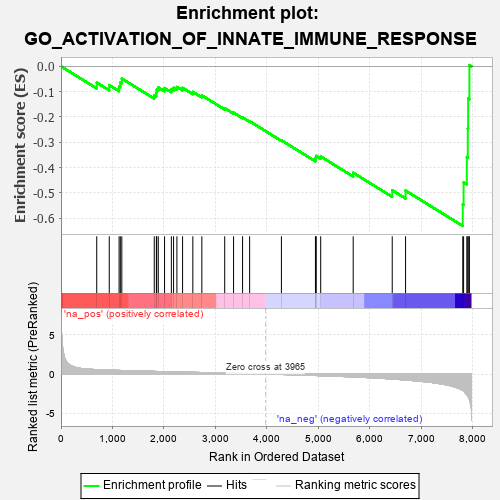 Enrichment plot:
GO_ACTIVATION_OF_INNATE_IMMUNE_RESPONSE
Enrichment score (ES)
0.0
-0.1
-0.2
-0.3
-0.4
-0.5
-0.6
'na_pos' (positively correlated)
Ranked list metric (PreRanked)
5
0
-5
Zero cross at 3965
'na_neg' (negatively correlated)
0 1,000 2,000 3,000 4,000 5,000 6,000 7,000 8,000
Rank in Ordered Dataset
Enrichment profile Hits Ranking metric scores